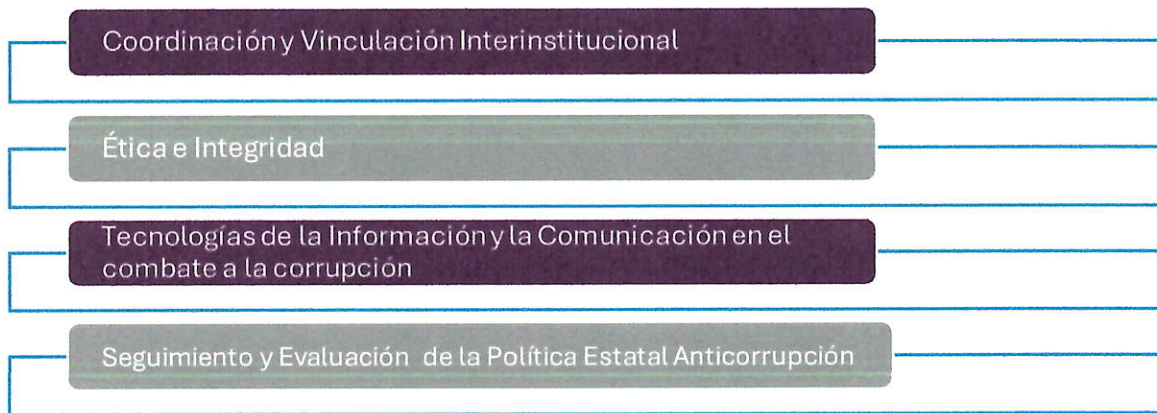 Coordinación y Vinculación Interinstitucional
Ética e Integridad
Tecnologías de la Información y la Comunicación en el
combate a la corrupción
Seguimiento y Evaluación de la Política Estatal Anticorrupción